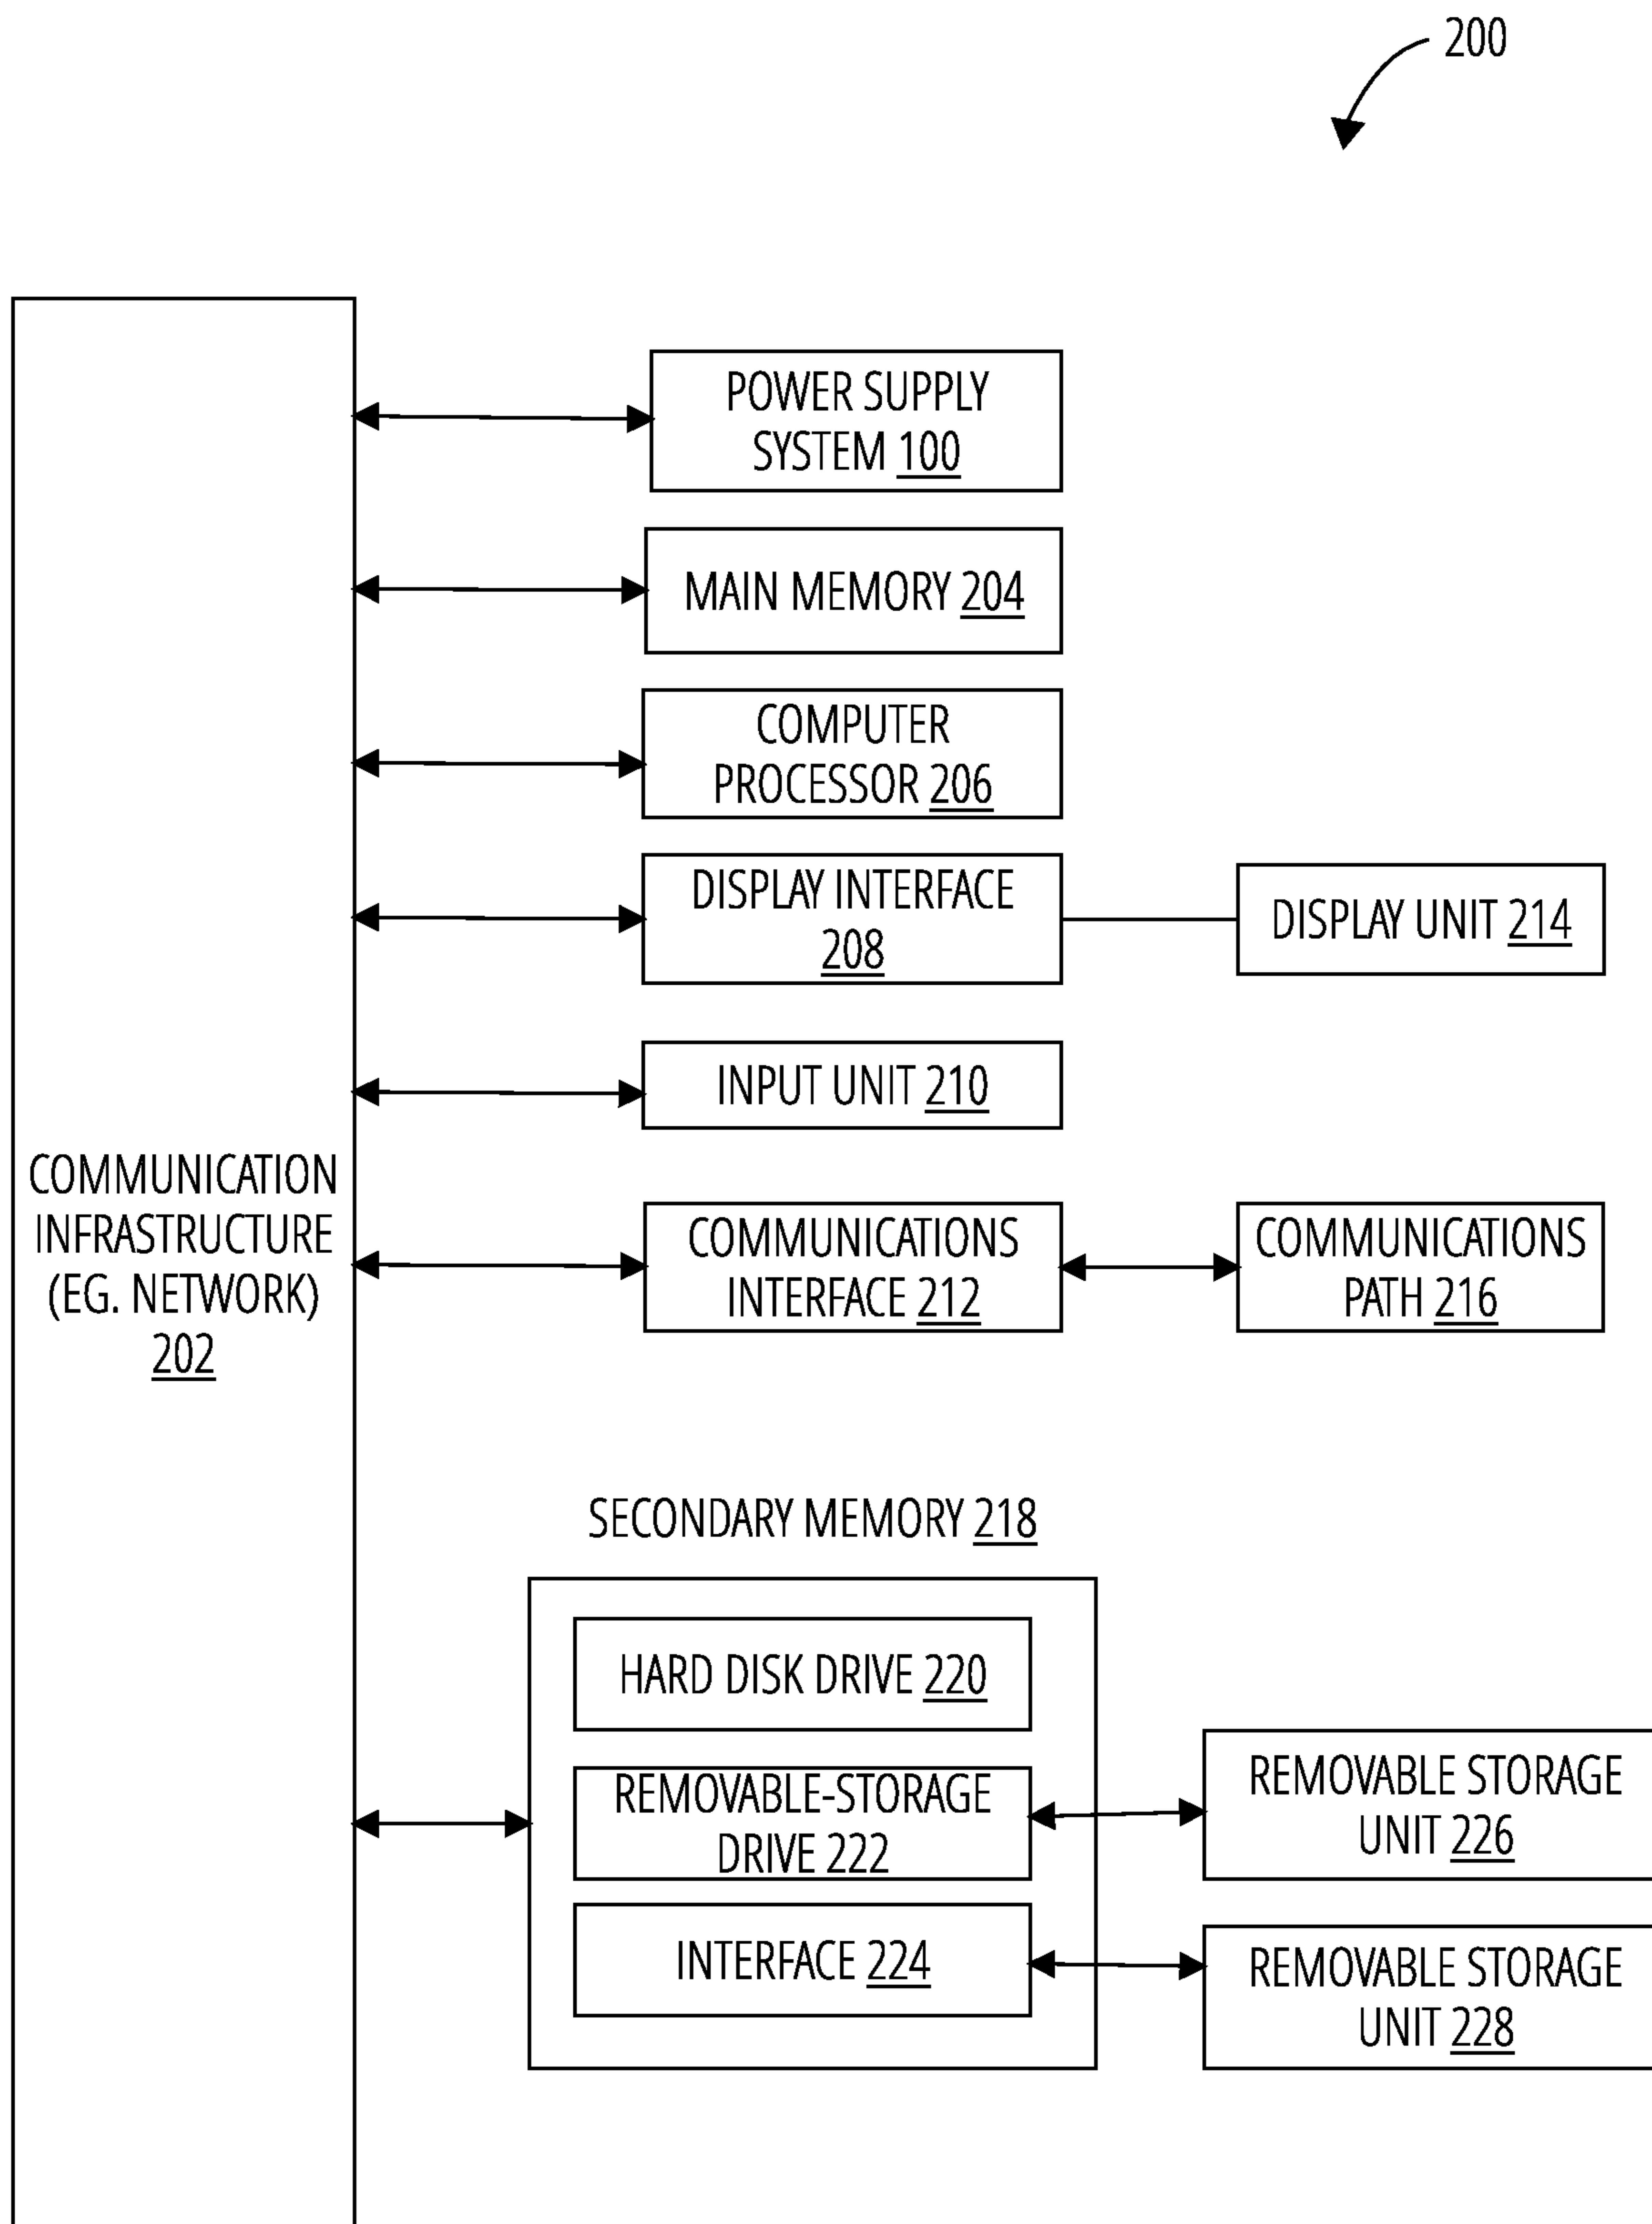 200
POWER SUPPLY
SYSTEM 100
MAIN MEMORY 204
COMPUTER
PROCESSOR 206
DISPLAY INTERFACE
208
DISPLAY UNIT 214
INPUT UNIT 210
COMMUNICATION
INFRASTRUCTURE
(EG. NETWORK)
202
COMMUNICATIONS
INTERFACE 212
COMMUNICATIONS
PATH 216
SECONDARY MEMORY 218
HARD DISK DRIVE 220
REMOVABLE-STORAGE
DRIVE 222
REMOVABLE STORAGE
UNIT 226
INTERFACE 224
REMOVABLE STORAGE
UNIT 228